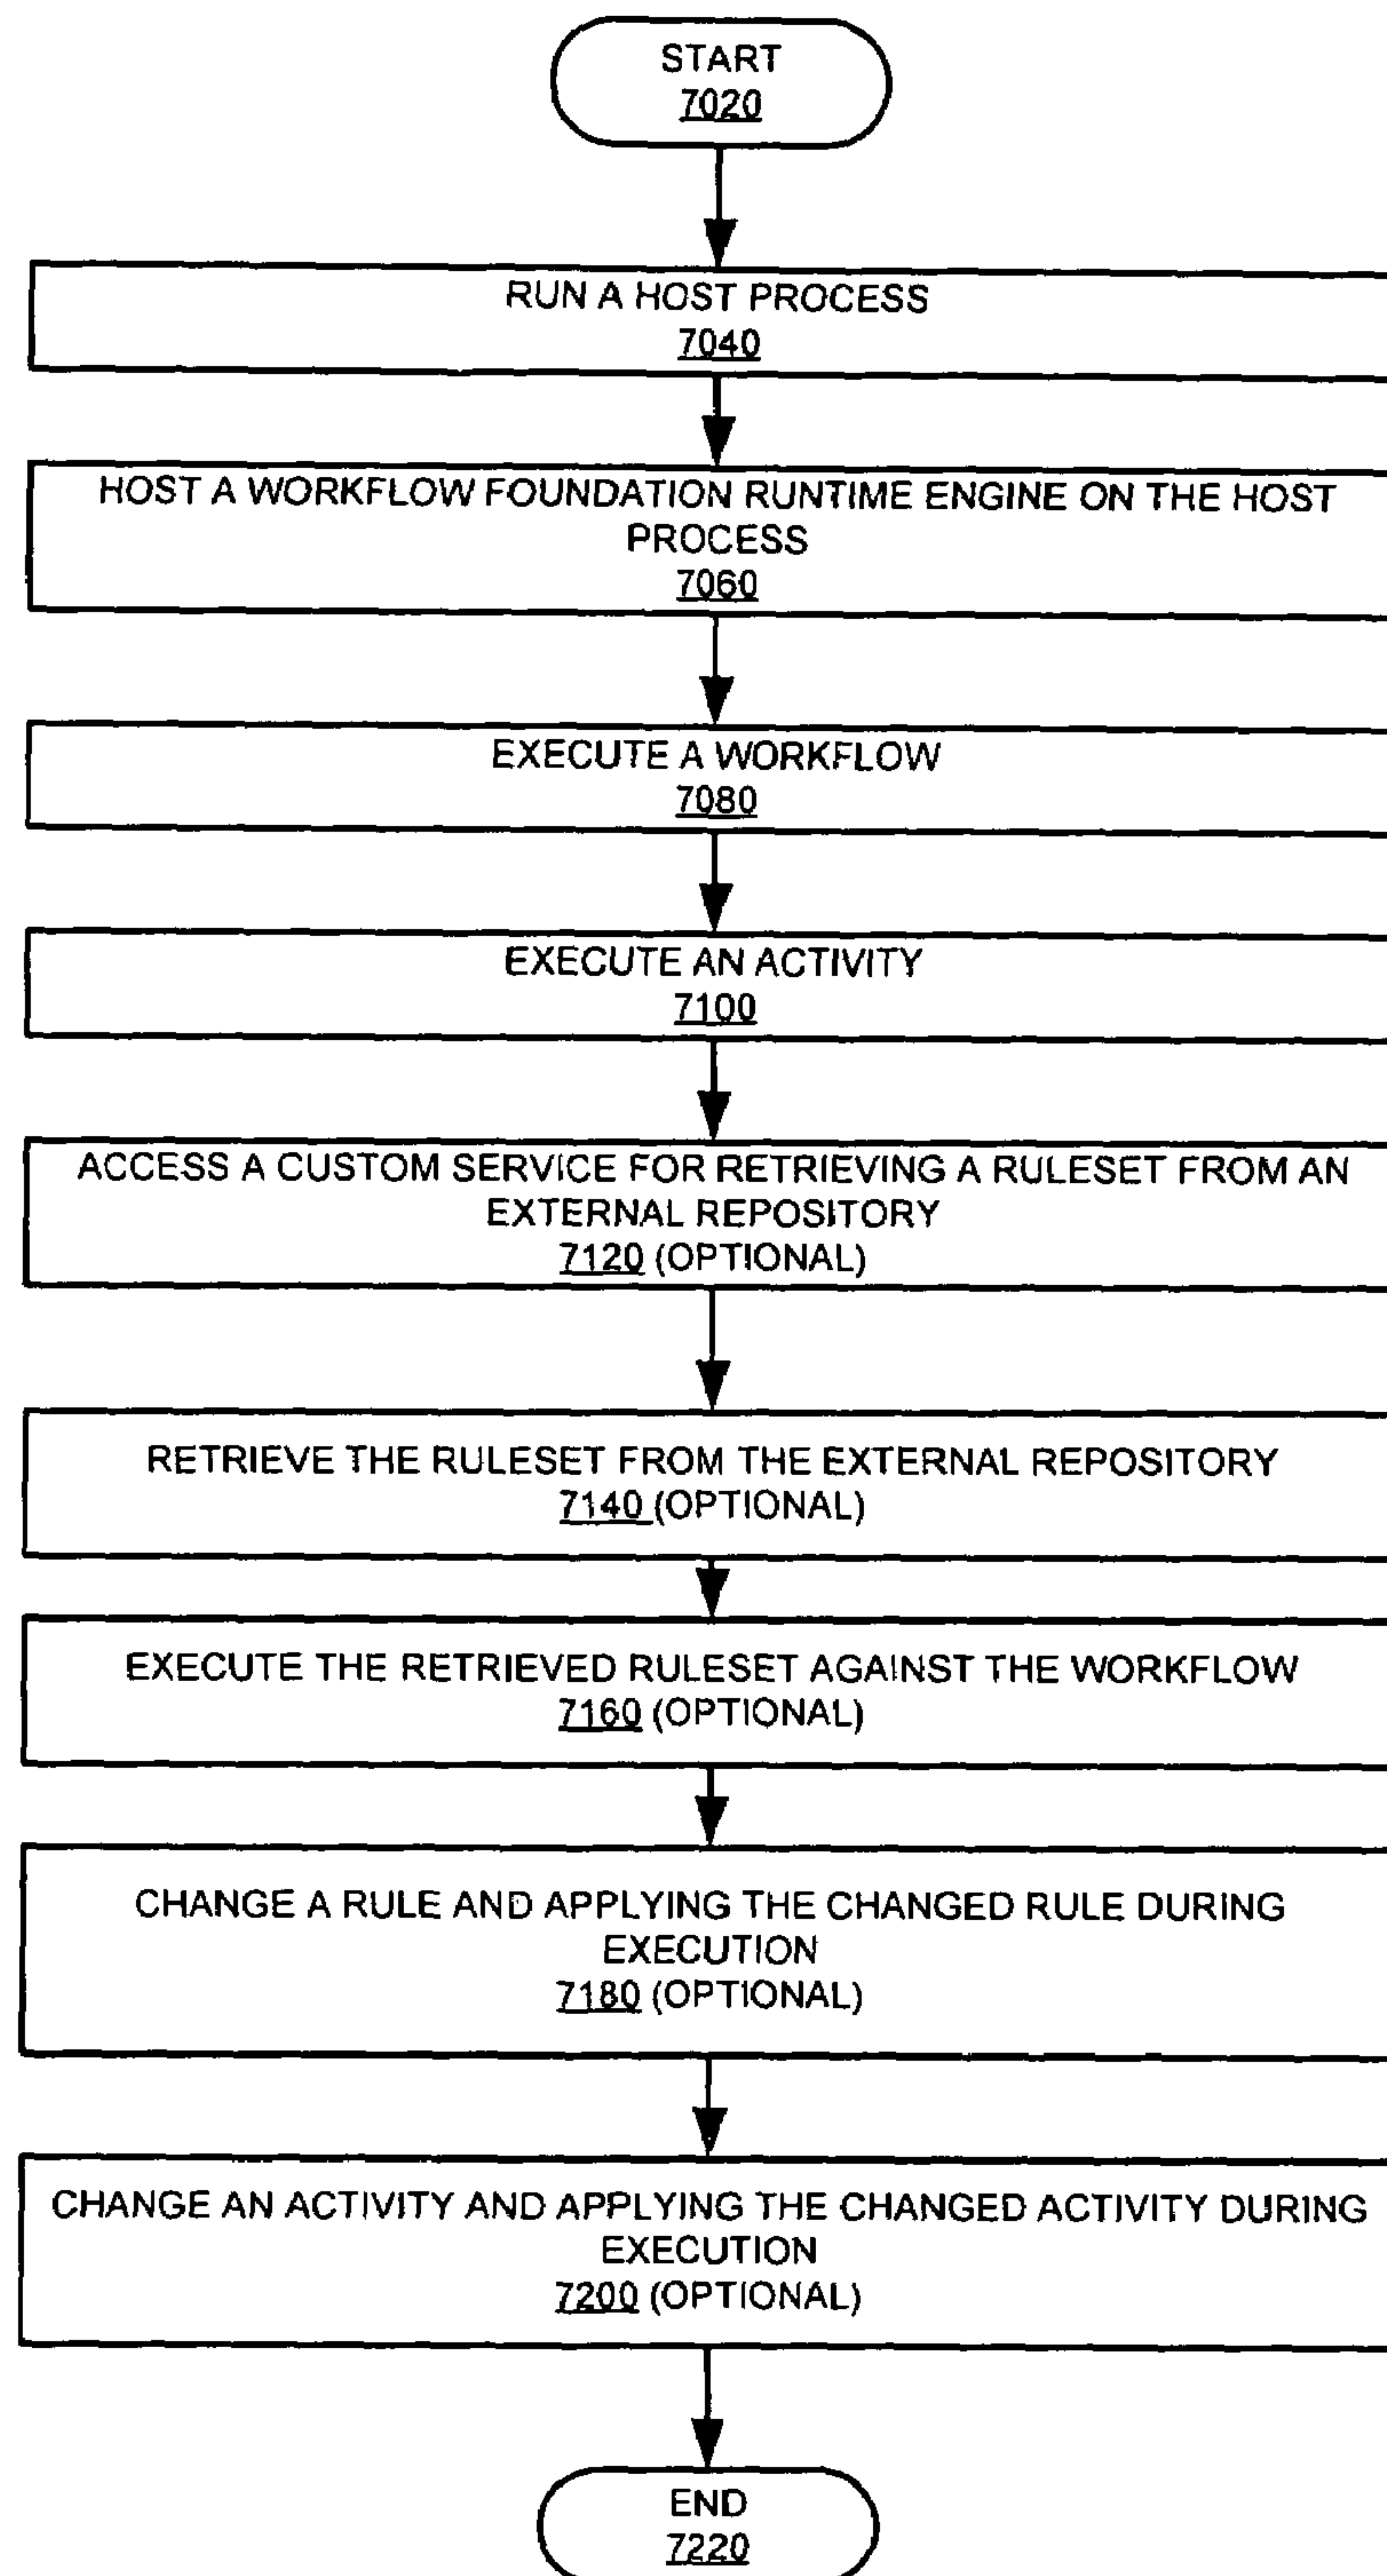 START
7020
RUN A HOST PROCESS
7040
HOST A WORKFLOW FOUNDATION RUNTIME ENGINE ON THE HOST
PROCESS
7060
EXECUTE A WORKFLOW
7080
EXECUTE AN ACTIVITY
7100
ACCESS A CUSTOM SERVICE FOR RETRIEVING A RULESET FROM AN
EXTERNAL REPOSITORY
7120 (OPTIONAL)
RETRIEVE THE RULESET FROM THE EXTERNAL REPOSITORY
7140 (OPTIONAL)
EXECUTE THE RETRIEVED RULESET AGAINST THE WORKFLOW
7160 (OPTIONAL)
CHANGE A RULE AND APPLYING THE CHANGED RULE DURING
EXECUTION
7180 (OPTIONAL)
CHANGE AN ACTIVITY AND APPLYING THE CHANGED ACTIVITY DURING
EXECUTION
7200 (OPTIONAL)
END
7220